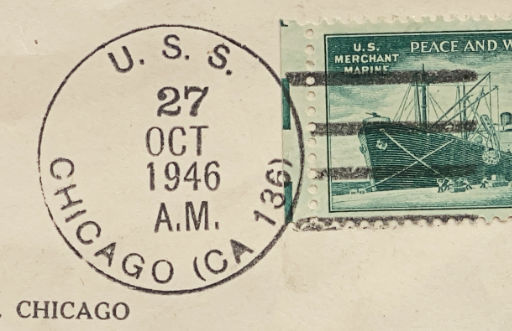 U. S. S.
27
OCT
1946
A.M.
CHICAGO (CA 136)
U.S.
MERCHANT
MARINE
PEACE AND W
. CHICAGO